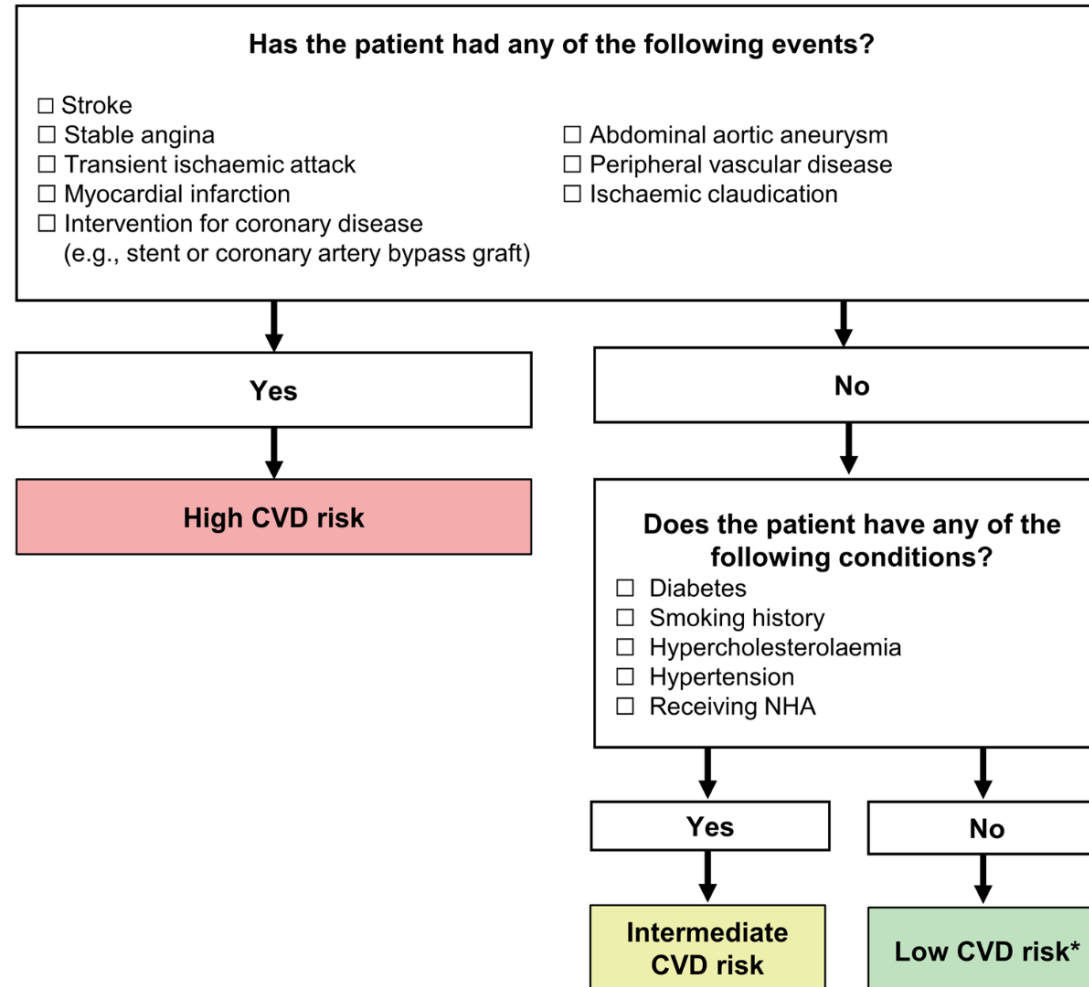 Has the patient had any of the following events?
☐ Stroke
☐ Stable angina
☐ Transient ischaemic attack
☐ Myocardial infarction
☐ Intervention for coronary disease
(e.g., stent or coronary artery bypass graft)
☐ Abdominal aortic aneurysm
☐ Peripheral vascular disease
☐ Ischaemic claudication
Yes
No
High CVD risk
Does the patient have any of the
following conditions?
☐ Diabetes
☐ Smoking history
☐ Hypercholesterolaemia
☐ Hypertension
☐ Receiving NHA
Yes
No
Intermediate
CVD risk
Low CVD risk*